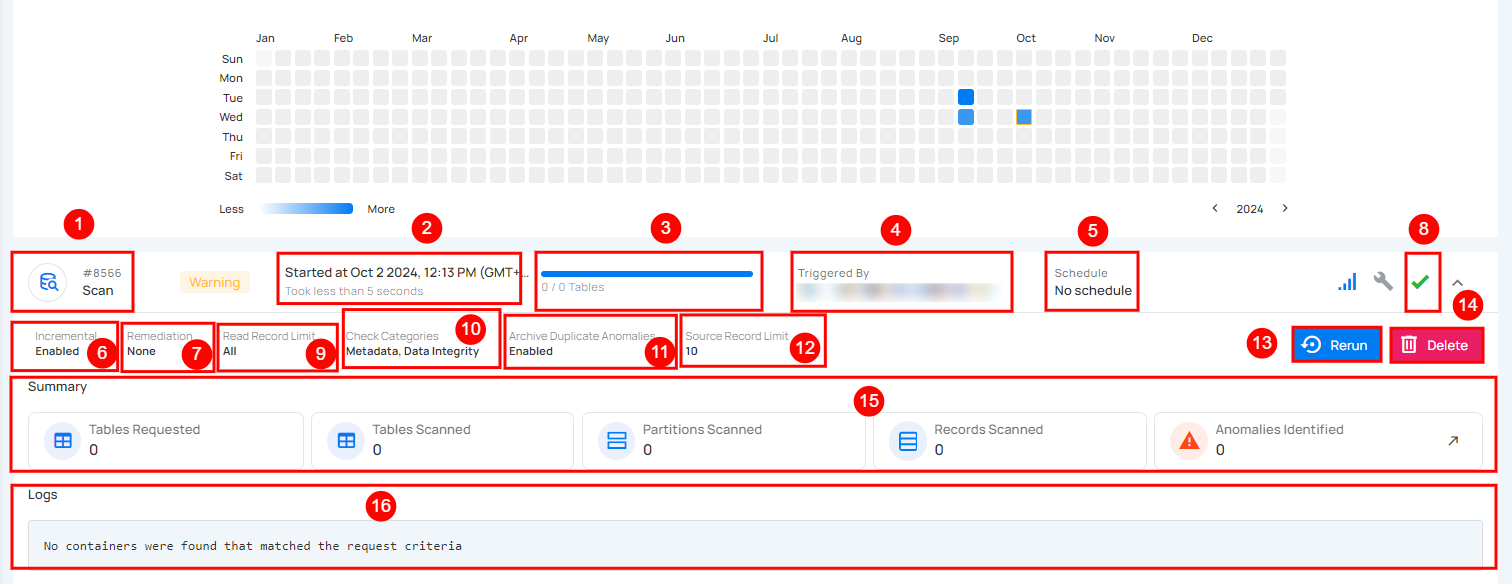 Jan Feb Mar Apr May Jun Jul Aug Sep Oct Nov Dec
Sun
Mon
Tue
Wed
Thu
Fri
Sat
Less More
2024
1
2
3
4
5
8
#8566
Scan
Warning
Started at Oct 2 2024, 12:13 PM (GMT+...
Took less than 5 seconds
0 / 0 Tables
Triggered By
Schedule
No schedule
14
Incremental
Enabled
6
Remediation
None
7
Read Record Limit
All
9
Check Categories
Metadata, Data Integrity
10
Archive Duplicate Anomalies
Enabled
11
Source Record Limit
10
12
13
Rerun
Delete
Summary
15
Tables Requested
0
Tables Scanned
0
Partitions Scanned
0
Records Scanned
0
Anomalies Identified
0
Logs
16
No containers were found that matched the request criteria